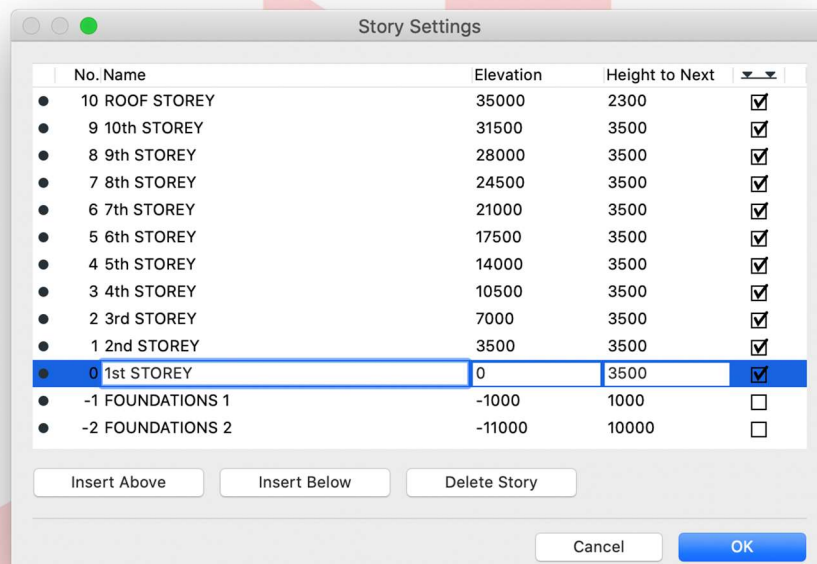 Story Settings
No. Name Elevation Height to Next
10 ROOF STOREY 35000 2300
9 10th STOREY 31500 3500
8 9th STOREY 28000 3500
7 8th STOREY 24500 3500
6 7th STOREY 21000 3500
5 6th STOREY 17500 3500
4 5th STOREY 14000 3500
3 4th STOREY 10500 3500
2 3rd STOREY 7000 3500
1 2nd STOREY 3500 3500
0 1st STOREY 0 3500
-1 FOUNDATIONS 1 -1000 1000
-2 FOUNDATIONS 2 -11000 10000
Insert Above Insert Below Delete Story
Cancel OK